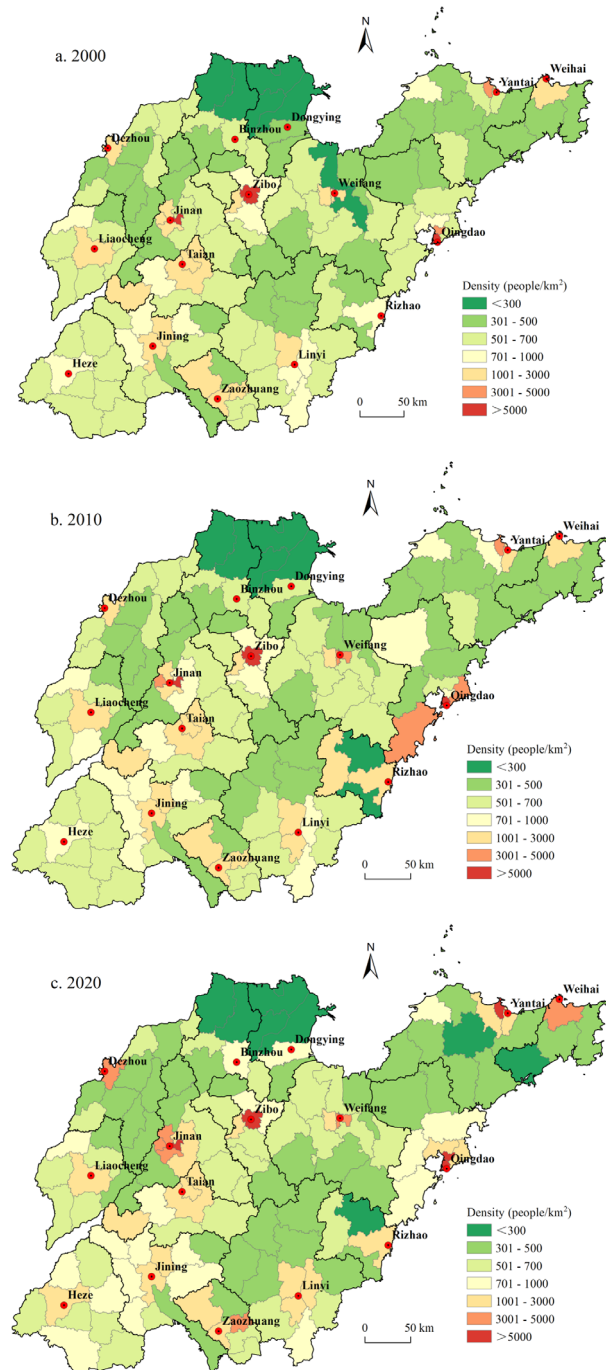 a. 2000
N
Weihai
Yantai
Dongying
Binzhou
Dezhou
Zibo
Weifang
Jinan
Qingdao
Liaocheng
Taian
Density (people/km²)
<300
301 - 500
501 - 700
701 - 1000
1001 - 3000
3001 - 5000
>5000
Rizhao
Jining
Linyi
Heze
Zaozhuang
0 50 km
b. 2010
N
Weihai
Yantai
Dongying
Binzhou
Dezhou
Zibo
Weifang
Jinan
Qingdao
Liaocheng
Taian
Density (people/km²)
<300
301 - 500
501 - 700
701 - 1000
1001 - 3000
3001 - 5000
>5000
Rizhao
Jining
Linyi
Heze
Zaozhuang
0 50 km
c. 2020
N
Weihai
Yantai
Dongying
Binzhou
Dezhou
Zibo
Weifang
Jinan
Qingdao
Liaocheng
Taian
Density (people/km²)
<300
301 - 500
501 - 700
701 - 1000
1001 - 3000
3001 - 5000
>5000
Rizhao
Jining
Linyi
Heze
Zaozhuang
0 50 km